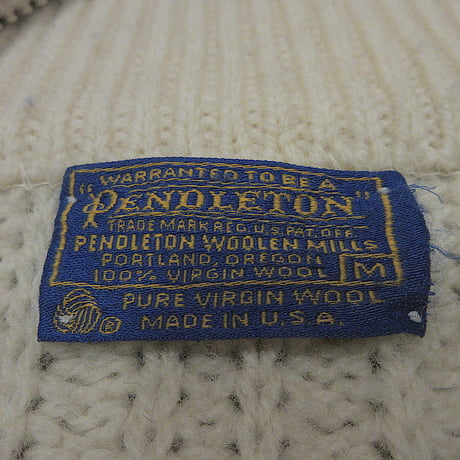 "WARRANTED TO BE A
PENDLETON"
TRADE MARK REG. U.S. PAT. OFF.
PENDLETON WOOLEN MILLS
PORTLAND, OREGON
100% VIRGIN WOOL M
® PURE VIRGIN WOOL
MADE IN U.S.A.